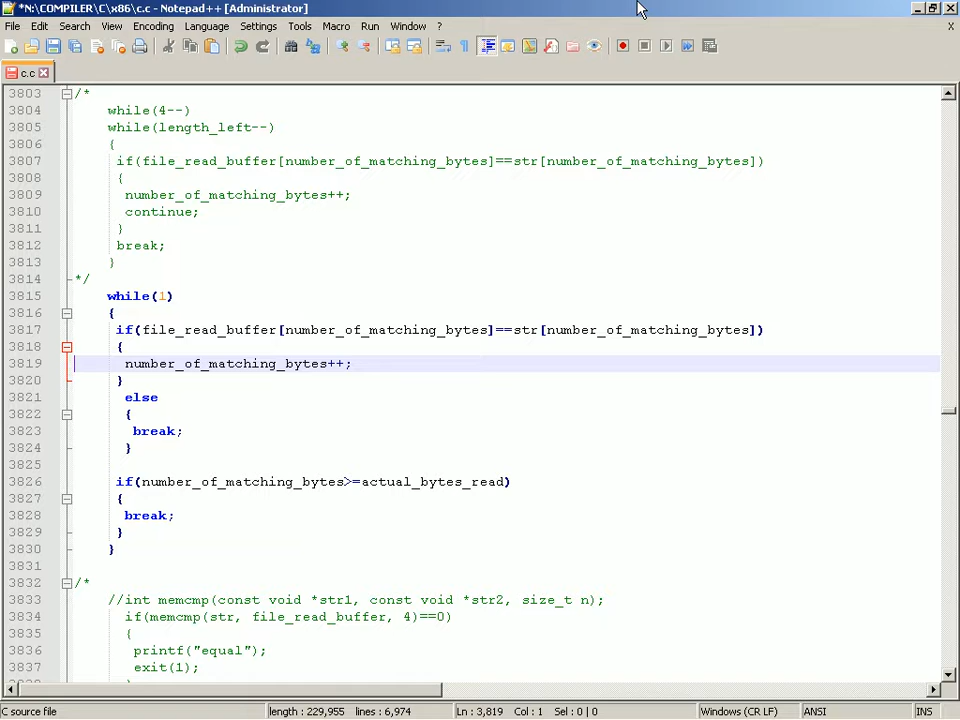 *N:\COMPILER\C\x86\c.c - Notepad++ [Administrator]
File Edit Search View Encoding Language Settings Tools Macro Run Window ? X
c.c
3803 /*
3804 while(4--)
3805 while(length_left--)
3806 {
3807 if(file_read_buffer[number_of_matching_bytes]==str[number_of_matching_bytes])
3808 {
3809 number_of_matching_bytes++;
3810 continue;
3811 }
3812 break;
3813 }
3814 */
3815 while(1)
3816 {
3817 if(file_read_buffer[number_of_matching_bytes]==str[number_of_matching_bytes])
3818 {
3819 number_of_matching_bytes++;
3820 }
3821 else
3822 {
3823 break;
3824 }
3825
3826 if(number_of_matching_bytes>=actual_bytes_read)
3827 {
3828 break;
3829 }
3830 }
3831
3832 /*
3833 //int memcmp(const void *str1, const void *str2, size_t n);
3834 if(memcmp(str, file_read_buffer, 4)==0)
3835 {
3836 printf("equal");
3837 exit(1);
C source file length : 229,955 lines : 6,974 Ln : 3,819 Col : 1 Sel : 0 | 0 Windows (CR LF) ANSI INS